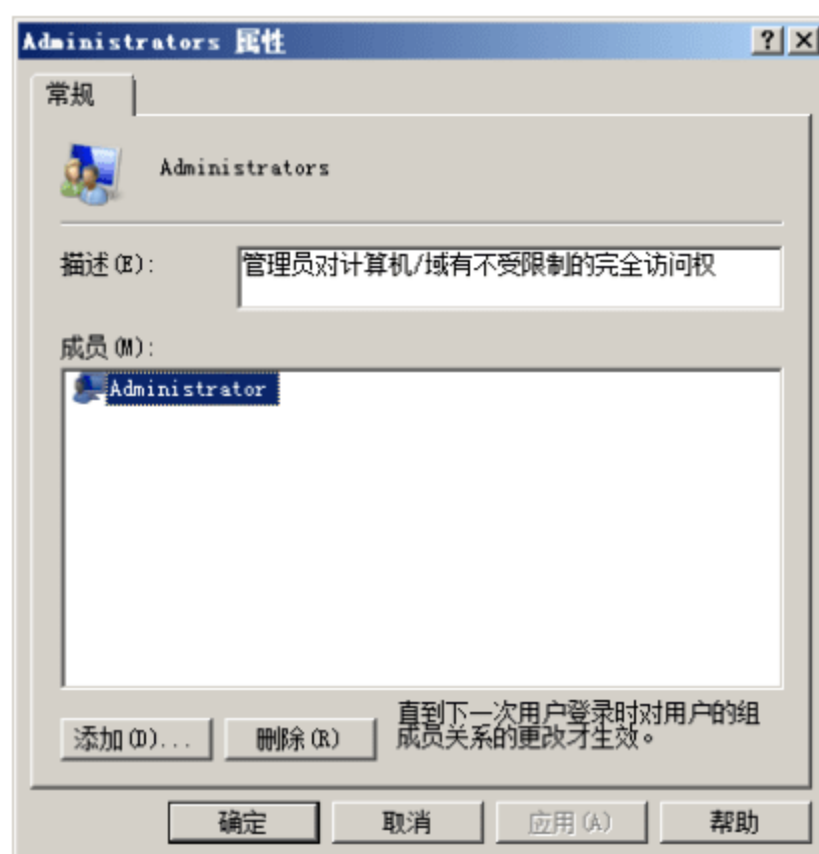 Administrators 属性
常规
Administrators
描述(E): 管理员对计算机/域有不受限制的完全访问权
成员(M):
Administrator
直到下一次用户登录时对用户的组
添加(D)... 删除(R) 成员关系的更改才生效。
确定 取消 应用(A) 帮助